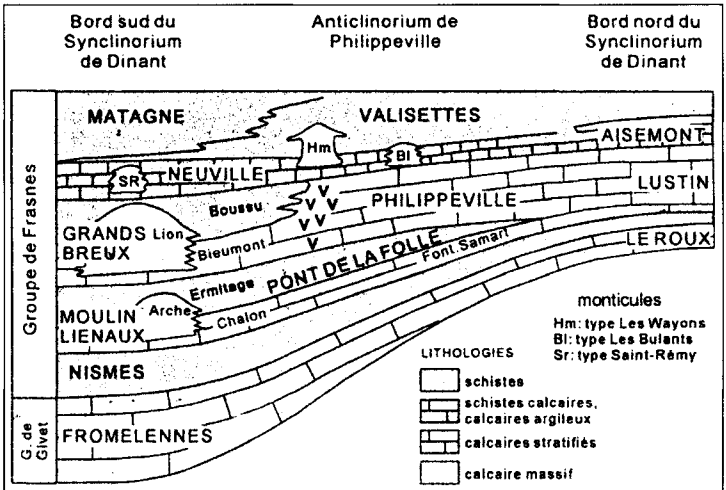 Bord sud du
Synclinorium
de Dinant
Anticlinorium de
Philippeville
Bord nord du
Synclinorium
de Dinant
Groupe de Frasnes
G. de
Givet
MATAGNE
VALISETTES
AISEMONT
Hm
Bl
SR
NEUVILLE
LUSTIN
PHILIPPEVILLE
Boussu
GRANDS
BREUX
Lion
Bieumont
V V
V V
V V
V
LE ROUX
PONT DE LA FOLLE
Font. Samart
Ermitage
MOULIN
LIENAUX
Arche
Chalon
NISMES
FROMELENNES
monticules
Hm: type Les Wayons
Bl: type Les Bulants
Sr: type Saint-Rémy
LITHOLOGIES
schistes
schistes calcaires,
calcaires argileux
calcaires stratifiés
calcaire massif